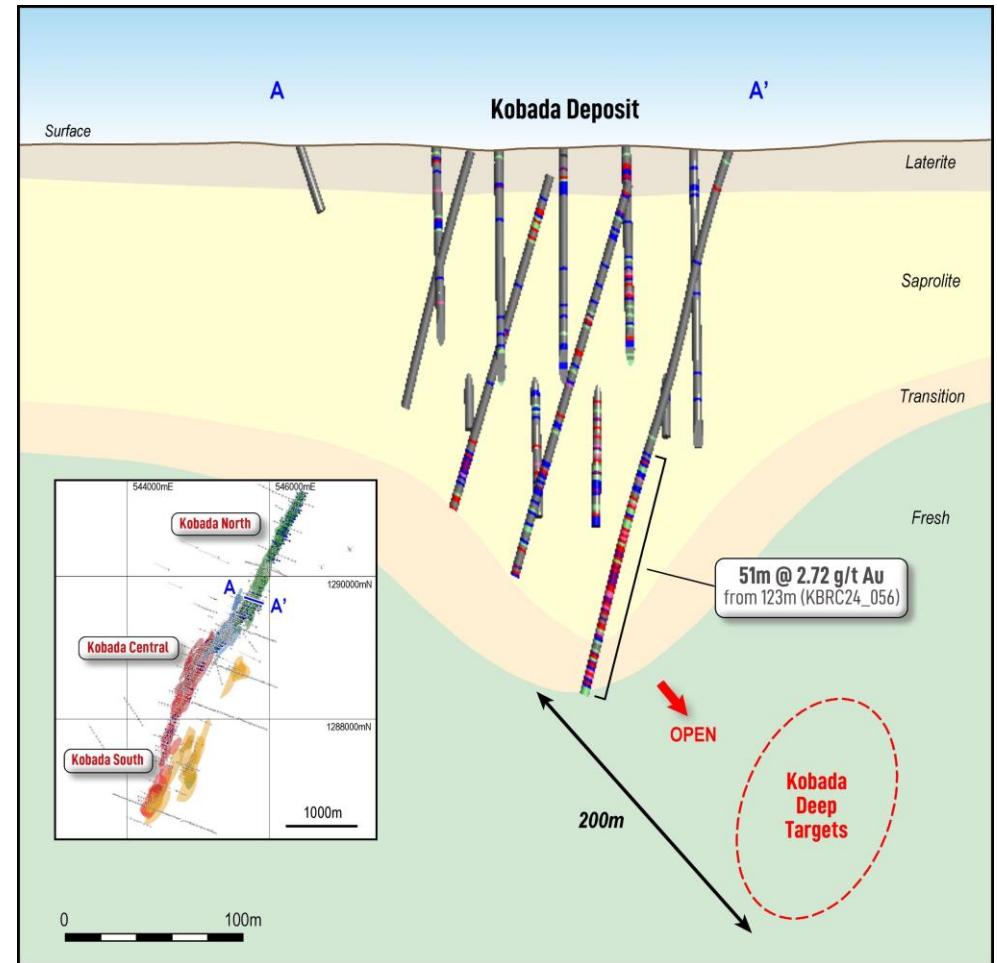 A
A'
Kobada Deposit
Surface
Laterite
Saprolite
Transition
Fresh
51m @ 2.72 g/t Au
from 123m (KBRC24_056)
OPEN
200m
Kobada
Deep
Targets
544000mE
546000mE
Kobada North
1290000mN
A
A'
Kobada Central
1288000mN
Kobada South
1000m
0
100m